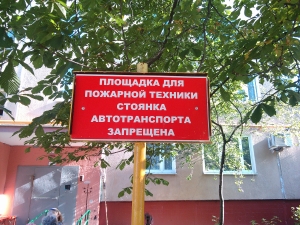 ПЛОЩАДКА ДЛЯ
ПОЖАРНОЙ ТЕХНИКИ
СТОЯНКА
АВТОТРАНСПОРТА
ЗАПРЕЩЕНА